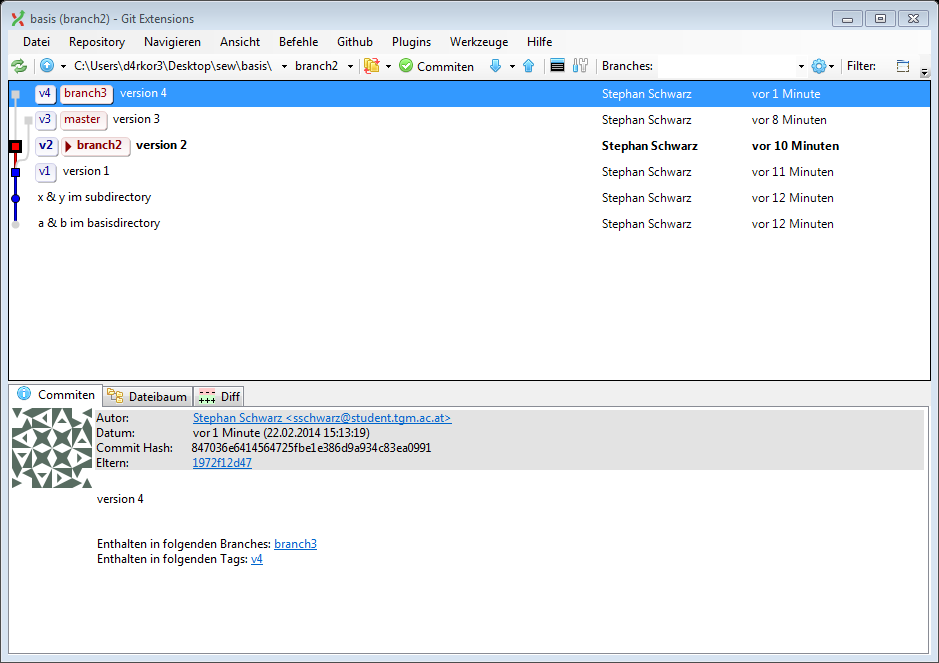 basis (branch2) - Git Extensions
Datei Repository Navigieren Ansicht Befehle Github Plugins Werkzeuge Hilfe
C:\Users\d4rkor3\Desktop\sew\basis\ branch2 Commiten Branches: Filter:
v4 branch3 version 4 Stephan Schwarz vor 1 Minute
v3 master version 3 Stephan Schwarz vor 8 Minuten
v2 branch2 version 2 Stephan Schwarz vor 10 Minuten
v1 version 1 Stephan Schwarz vor 11 Minuten
x & y im subdirectory Stephan Schwarz vor 12 Minuten
a & b im basisdirectory Stephan Schwarz vor 12 Minuten
Commiten Dateibaum Diff
Autor: Stephan Schwarz <sschwarz@student.tgm.ac.at>
Datum: vor 1 Minute (22.02.2014 15:13:19)
Commit Hash: 847036e6414564725fbe1e386d9a934c83ea0991
Eltern: 1972f12d47
version 4
Enthalten in folgenden Branches: branch3
Enthalten in folgenden Tags: v4